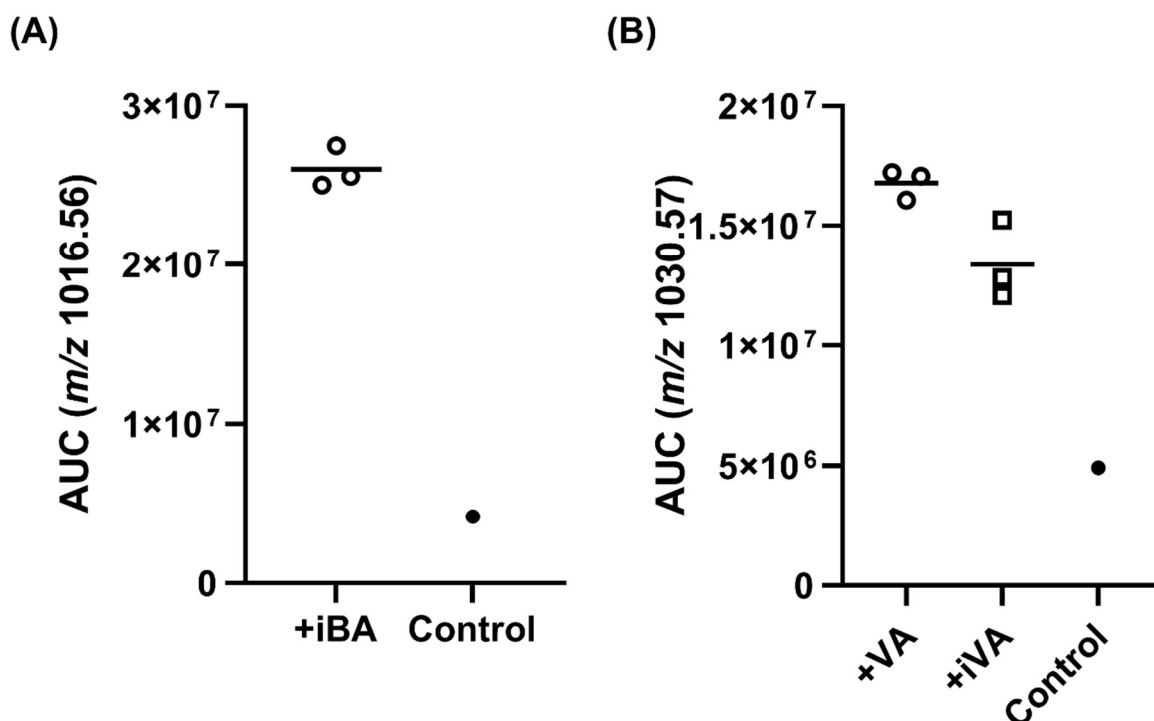 (A)
AUC (m/z 1016.56)
3×10⁷
2×10⁷
1×10⁷
0
+iBA Control
(B)
AUC (m/z 1030.57)
2×10⁷
1.5×10⁷
1×10⁷
5×10⁶
0
+VA
+iVA
Control